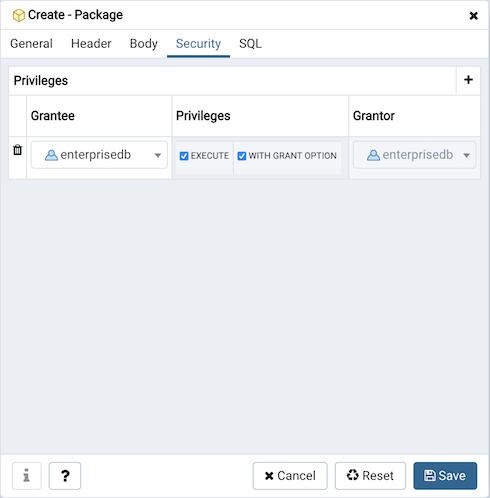 Create - Package
General Header Body Security SQL
Privileges
Grantee Privileges Grantor
enterprisedb EXECUTE WITH GRANT OPTION enterprisedb
i ? Cancel Reset Save